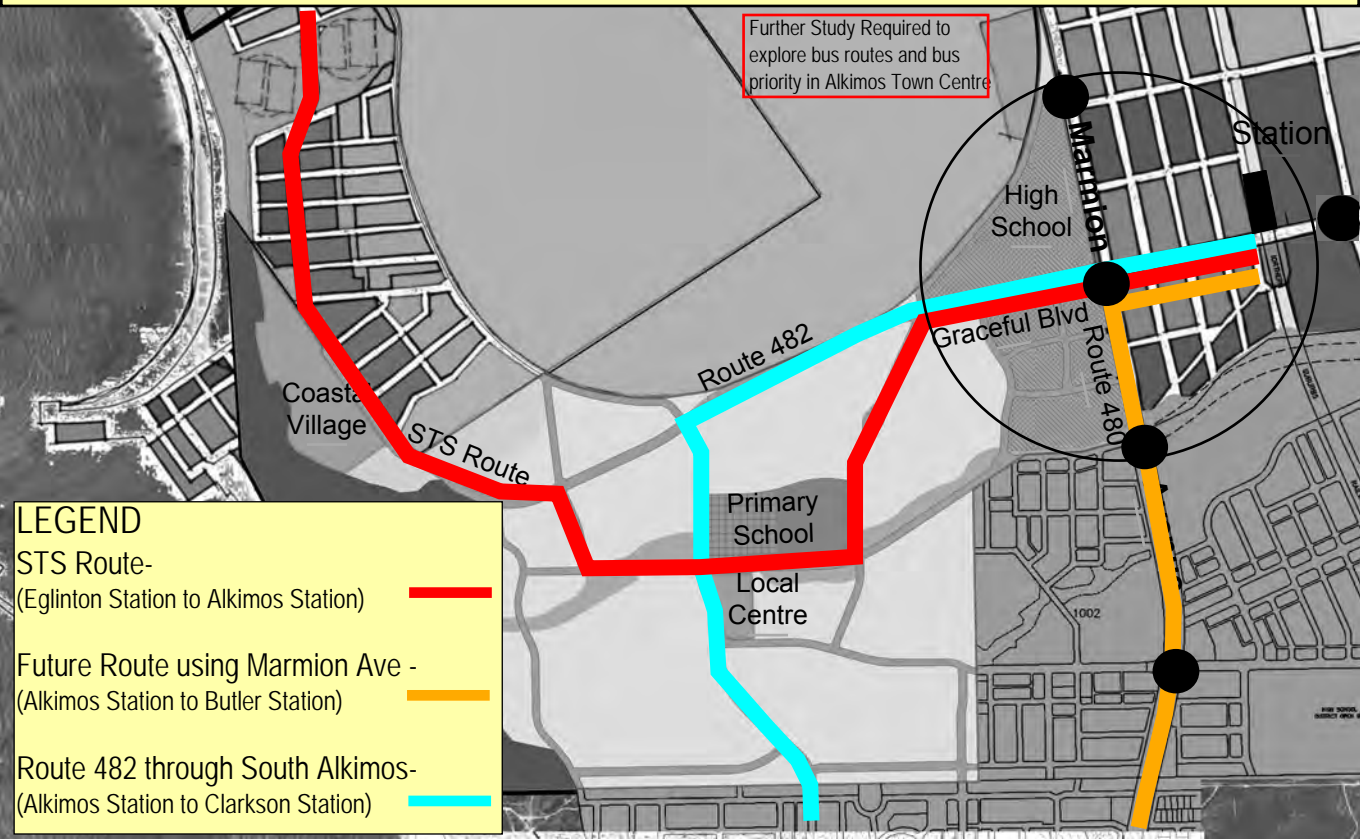 Further Study Required to
explore bus routes and bus
priority in Alkimos Town Centre
Marmion
Station
High
School
Graceful Blvd
Route 482
Route 480
Coastal
Village
STS Route
Primary
School
Local
Centre
1002
LEGEND
STS Route-
(Eglinton Station to Alkimos Station)
Future Route using Marmion Ave -
(Alkimos Station to Butler Station)
Route 482 through South Alkimos-
(Alkimos Station to Clarkson Station)
HIGH SCHOOL